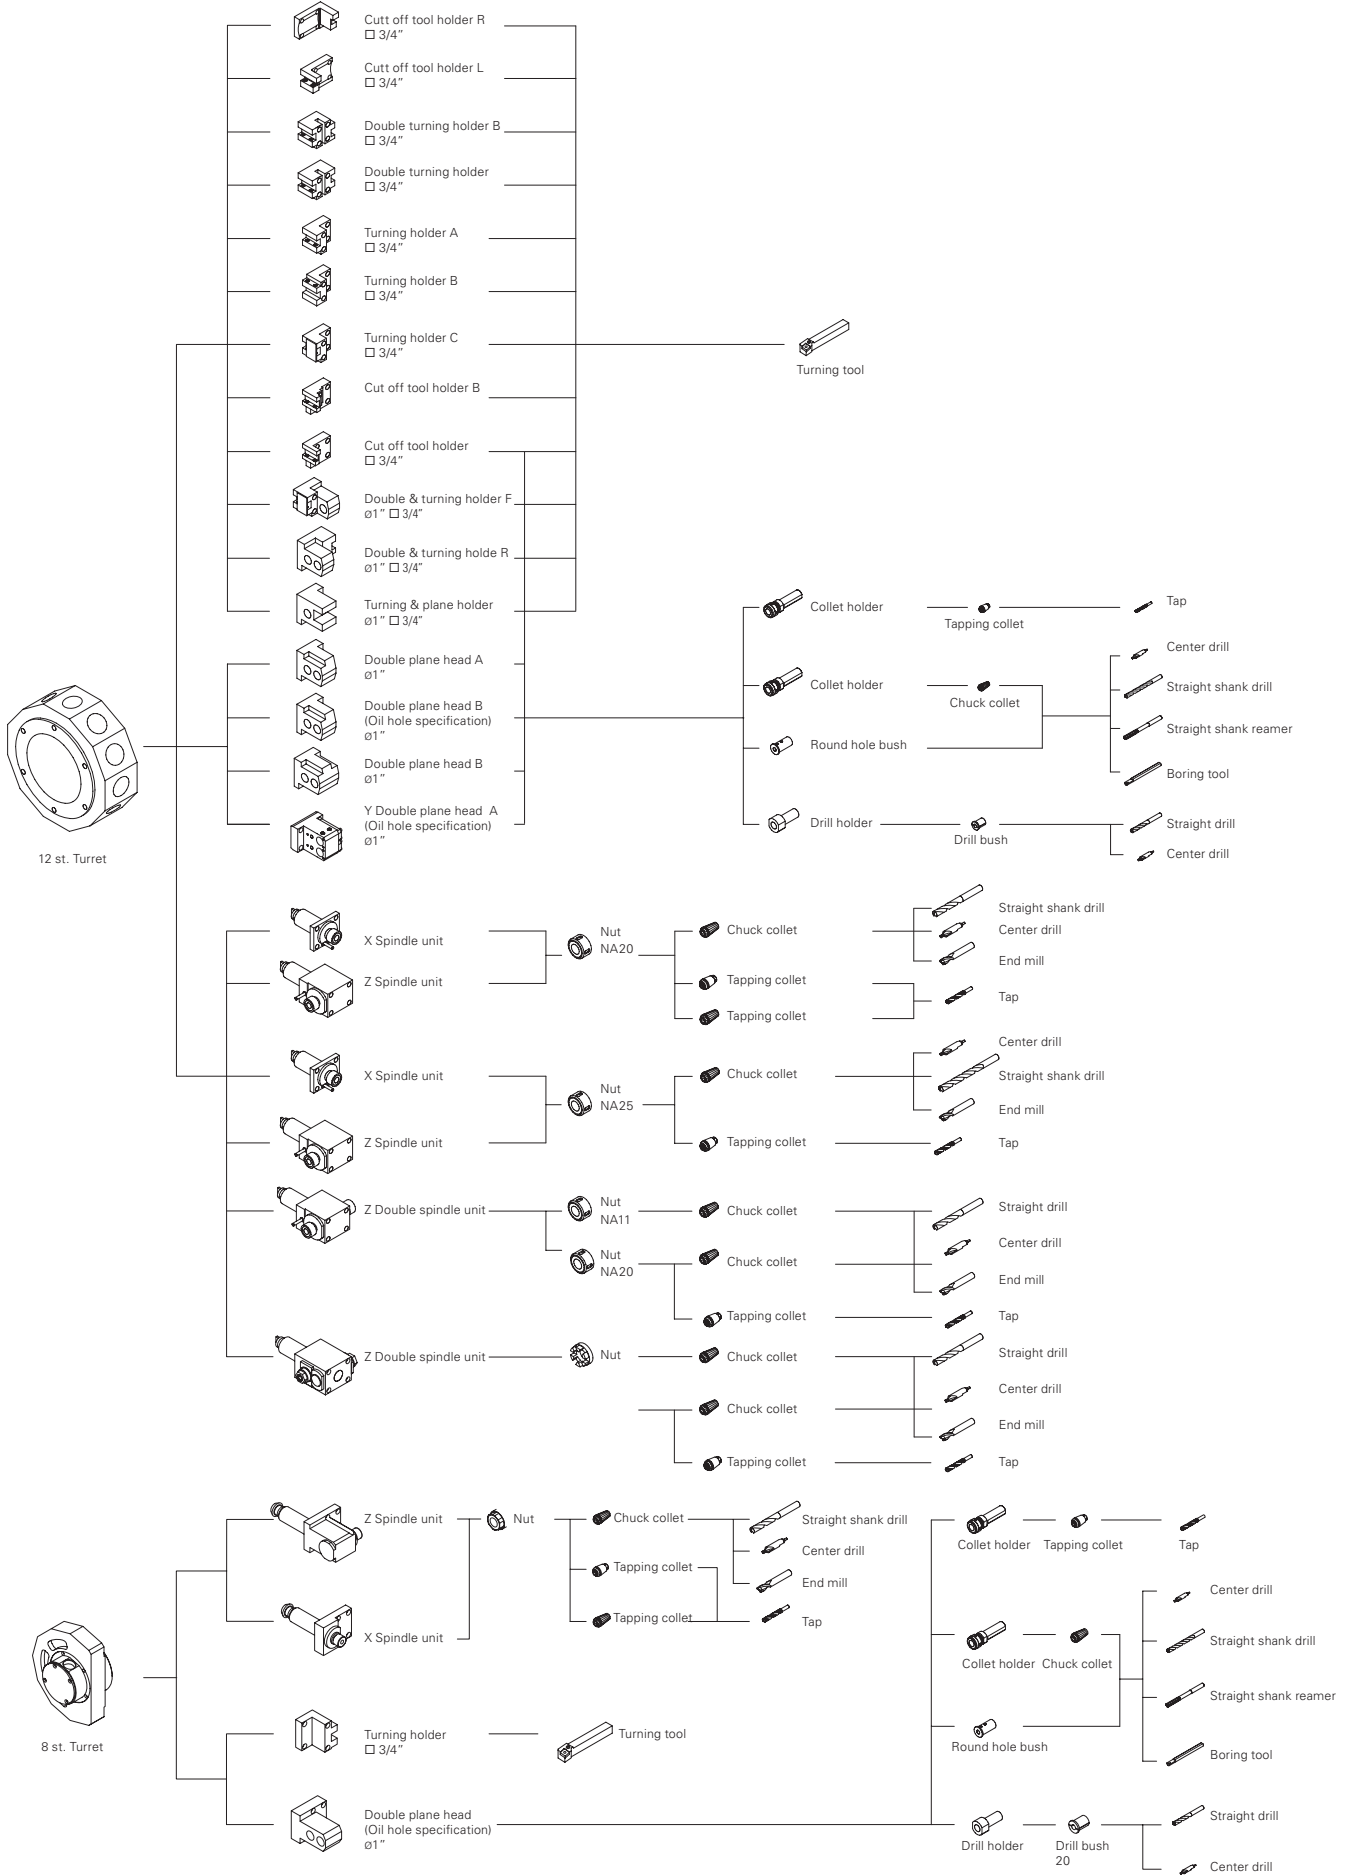 Cutt off tool holder R
□ 3/4”
Cutt off tool holder L
□ 3/4”
Double turning holder B
□ 3/4”
Double turning holder
□ 3/4”
Turning holder A
□ 3/4”
Turning holder B
□ 3/4”
Turning holder C
□ 3/4”
Turning tool
Cut off tool holder B
Cut off tool holder
□ 3/4”
Double & turning holder F
ø1” □ 3/4”
Double & turning holde R
ø1” □ 3/4”
Turning & plane holder
ø1” □ 3/4”
Double plane head A
ø1”
Double plane head B
(Oil hole specification)
ø1”
Double plane head B
ø1”
Y Double plane head A
(Oil hole specification)
ø1”
12 st. Turret
Collet holder
Tapping collet
Tap
Collet holder
Chuck collet
Round hole bush
Center drill
Straight shank drill
Straight shank reamer
Boring tool
Drill holder
Drill bush
Straight drill
Center drill
X Spindle unit
Z Spindle unit
Nut
NA20
Chuck collet
Tapping collet
Tapping collet
Straight shank drill
Center drill
End mill
Tap
X Spindle unit
Z Spindle unit
Nut
NA25
Chuck collet
Tapping collet
Center drill
Straight shank drill
End mill
Tap
Z Double spindle unit
Nut
NA11
Nut
NA20
Chuck collet
Chuck collet
Tapping collet
Straight drill
Center drill
End mill
Tap
Z Double spindle unit
Nut
Chuck collet
Chuck collet
Tapping collet
Straight drill
Center drill
End mill
Tap
Z Spindle unit
X Spindle unit
Nut
Chuck collet
Tapping collet
Tapping collet
Straight shank drill
Center drill
End mill
Tap
8 st. Turret
Turning holder
□ 3/4”
Turning tool
Double plane head
(Oil hole specification)
ø1”
Collet holder
Tapping collet
Tap
Collet holder
Chuck collet
Round hole bush
Center drill
Straight shank drill
Straight shank reamer
Boring tool
Drill holder
Drill bush
20
Straight drill
Center drill